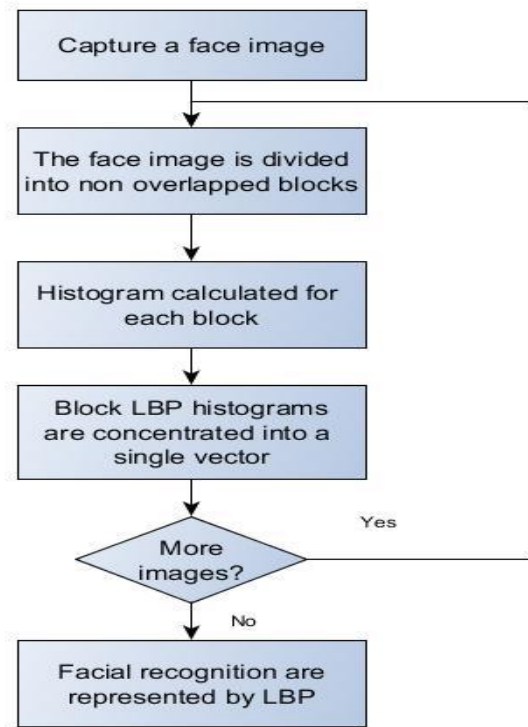 Capture a face image
The face image is divided
into non overlapped blocks
Histogram calculated for
each block
Block LBP histograms
are concentrated into a
single vector
Yes
More
images?
No
Facial recognition are
represented by LBP